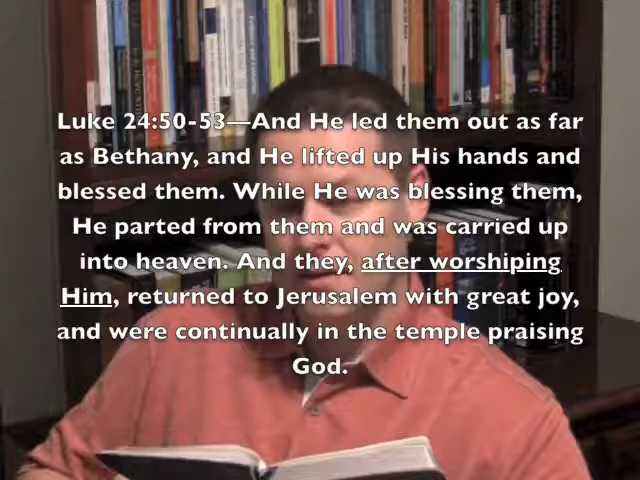 Luke 24:50-53—And He led them out as far
as Bethany, and He lifted up His hands and
blessed them. While He was blessing them,
He parted from them and was carried up
into heaven. And they, after worshiping
Him, returned to Jerusalem with great joy,
and were continually in the temple praising
God.